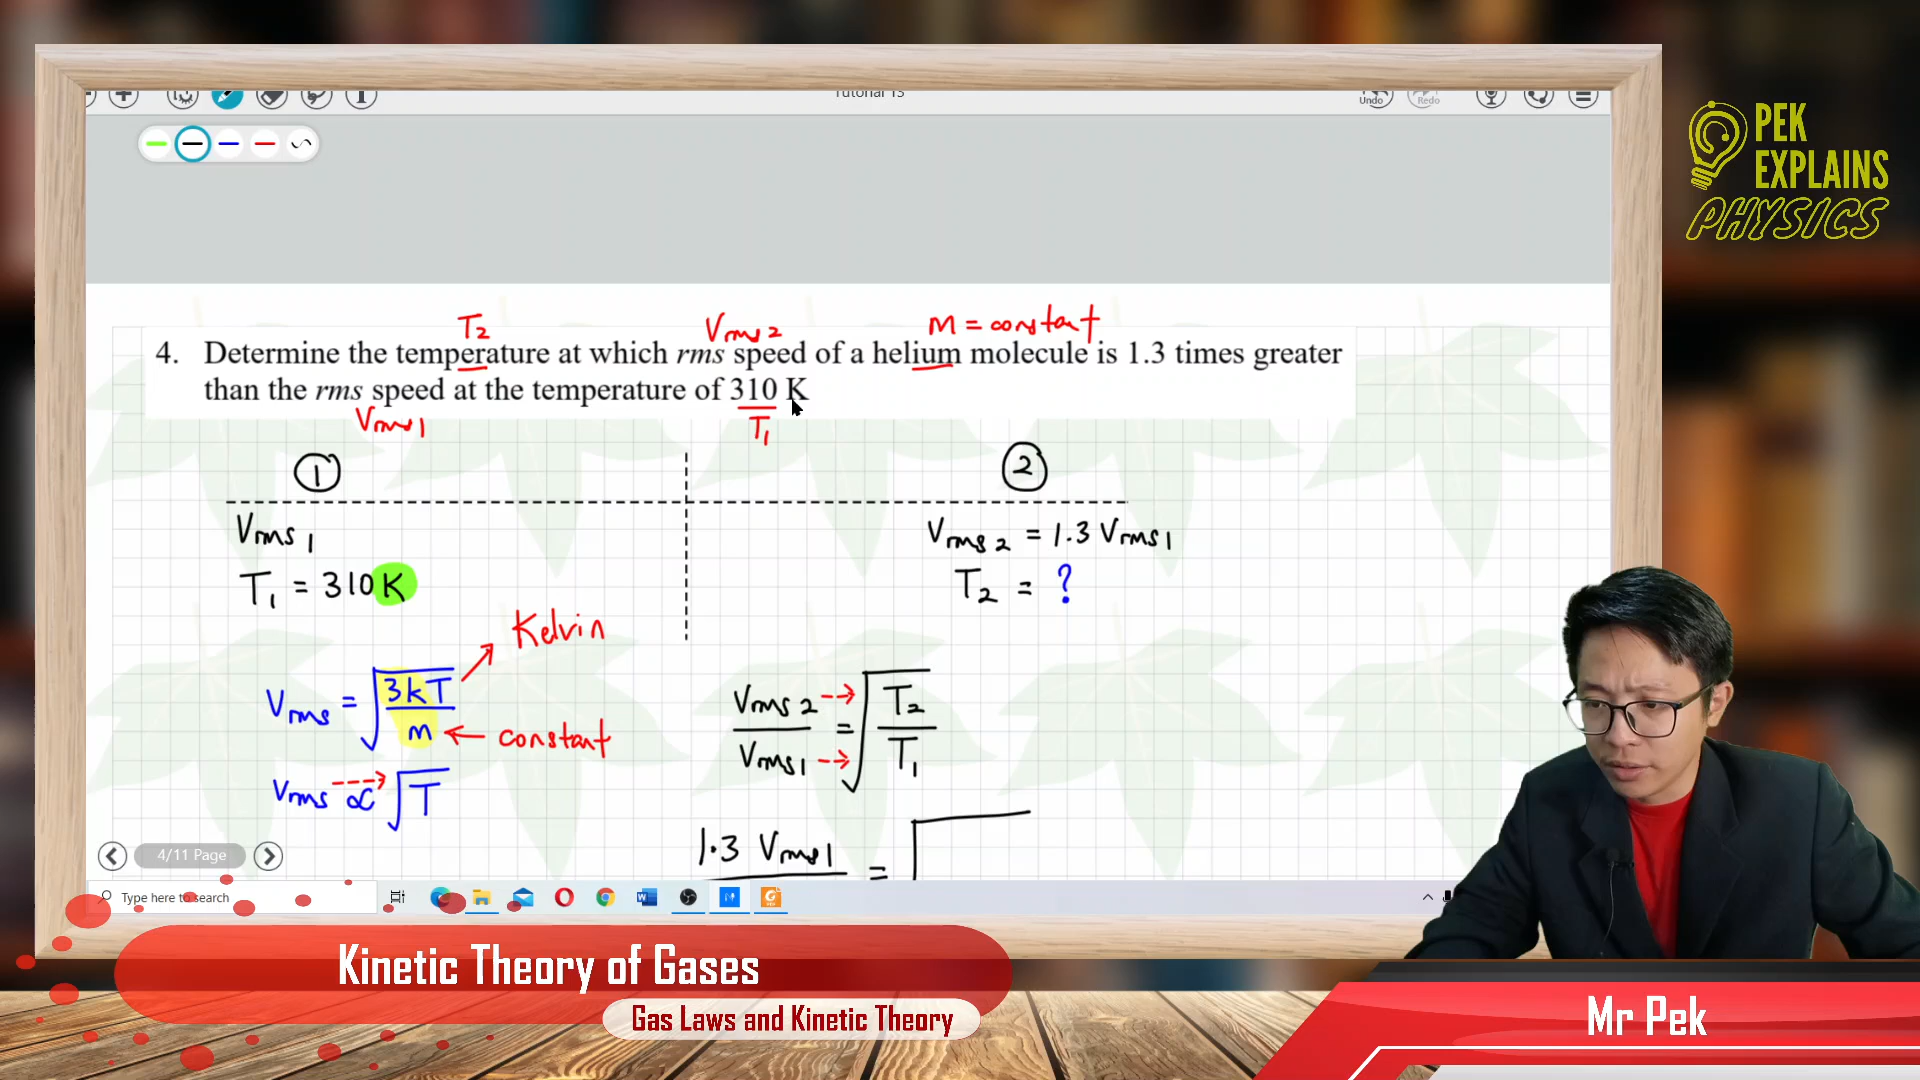 Tutorial 13
Undo
Redo
PEK
EXPLAINS
PHYSICS
T2
Vrms 2
M = constant
4. Determine the temperature at which rms speed of a helium molecule is 1.3 times greater
than the rms speed at the temperature of 310 K
Vrms1
T1
1
2
Vrms 1
Vrms 2 = 1.3 Vrms 1
T1 = 310 K
T2 = ?
Kelvin
Vrms = √(3kT/m)
constant
Vrms ∝ √T
Vrms 2 / Vrms 1 = √(T2/T1)
1.3 Vrms 1 =
4/11 Page
Type here to search
Kinetic Theory of Gases
Gas Laws and Kinetic Theory
Mr Pek